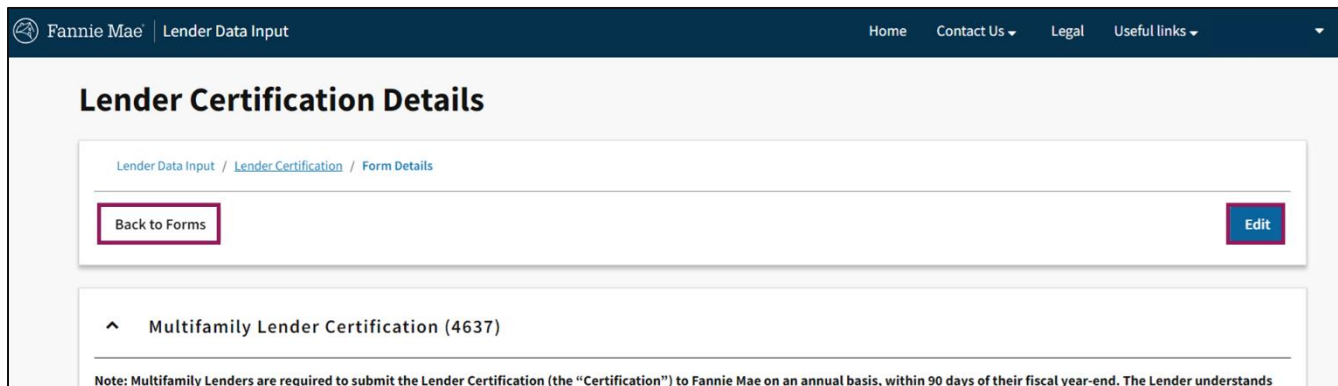 Fannie Mae® | Lender Data Input Home Contact Us Legal Useful links
Lender Certification Details
Lender Data Input / Lender Certification / Form Details
Back to Forms Edit
Multifamily Lender Certification (4637)
Note: Multifamily Lenders are required to submit the Lender Certification (the “Certification”) to Fannie Mae on an annual basis, within 90 days of their fiscal year-end. The Lender understands